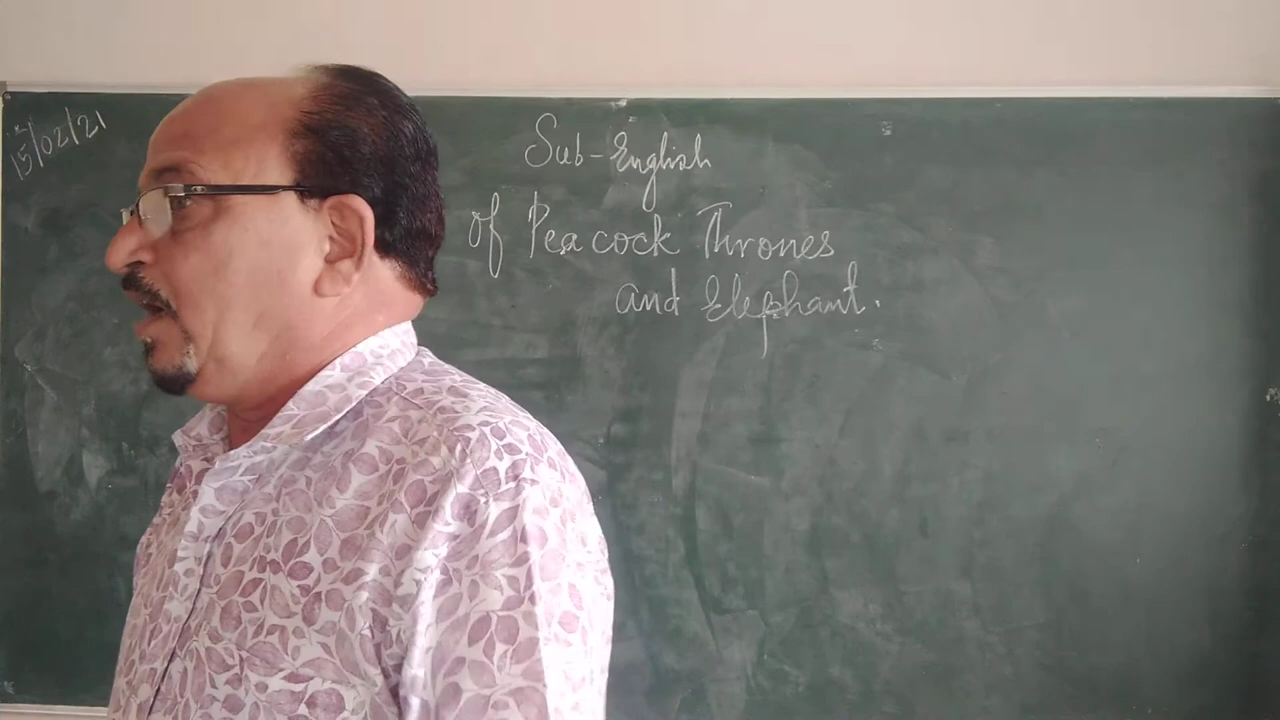 15/02/21
Sub-English
of Peacock Thrones
and Elephant.